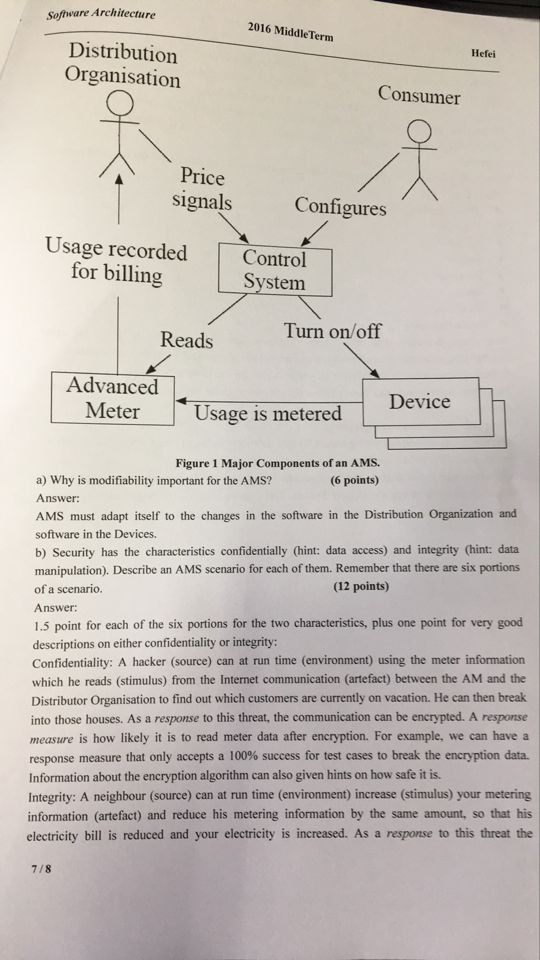 Software Architecture
2016 MiddleTerm
Hefei
Distribution
Organisation
Consumer
Price
signals
Configures
Usage recorded
for billing
Control
System
Reads
Turn on/off
Advanced
Meter
Usage is metered
Device
Figure 1 Major Components of an AMS.
a) Why is modifiability important for the AMS? (6 points)
Answer:
AMS must adapt itself to the changes in the software in the Distribution Organization and
software in the Devices.
b) Security has the characteristics confidentially (hint: data access) and integrity (hint: data
manipulation). Describe an AMS scenario for each of them. Remember that there are six portions
of a scenario. (12 points)
Answer:
1.5 point for each of the six portions for the two characteristics, plus one point for very good
descriptions on either confidentiality or integrity:
Confidentiality: A hacker (source) can at run time (environment) using the meter information
which he reads (stimulus) from the Internet communication (artefact) between the AM and the
Distributor Organisation to find out which customers are currently on vacation. He can then break
into those houses. As a response to this threat, the communication can be encrypted. A response
measure is how likely it is to read meter data after encryption. For example, we can have a
response measure that only accepts a 100% success for test cases to break the encryption data.
Information about the encryption algorithm can also given hints on how safe it is.
Integrity: A neighbour (source) can at run time (environment) increase (stimulus) your metering
information (artefact) and reduce his metering information by the same amount, so that his
electricity bill is reduced and your electricity is increased. As a response to this threat the
7 / 8